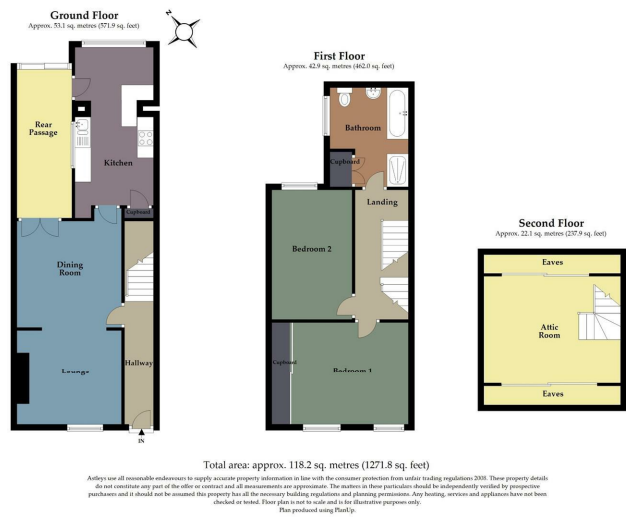 Ground Floor
Approx. 53.1 sq. metres (571.9 sq. feet)
Rear
Passage
Kitchen
Cupboard
Dining
Room
Lounge
Hallway
IN
First Floor
Approx. 42.9 sq. metres (462.0 sq. feet)
Bathroom
Cupboard
Landing
Bedroom 2
Cupboard
Bedroom 1
Second Floor
Approx. 22.1 sq. metres (237.9 sq. feet)
Eaves
Attic
Room
Eaves
Total area: approx. 118.2 sq. metres (1271.8 sq. feet)
Astleys use all reasonable endeavours to supply accurate property information in line with the consumer protection from unfair trading regulations 2008. These property details
do not constitute any part of the offer or contract and all measurements are approximate. The matters in these particulars should be independently verified by prospective
purchasers and it should not be assumed this property has all the necessary building regulations and planning permissions. Any heating, services and appliances have not been
checked or tested. Floor plan is not to scale and is for illustrative purposes only.
Plan produced using PlanUp.